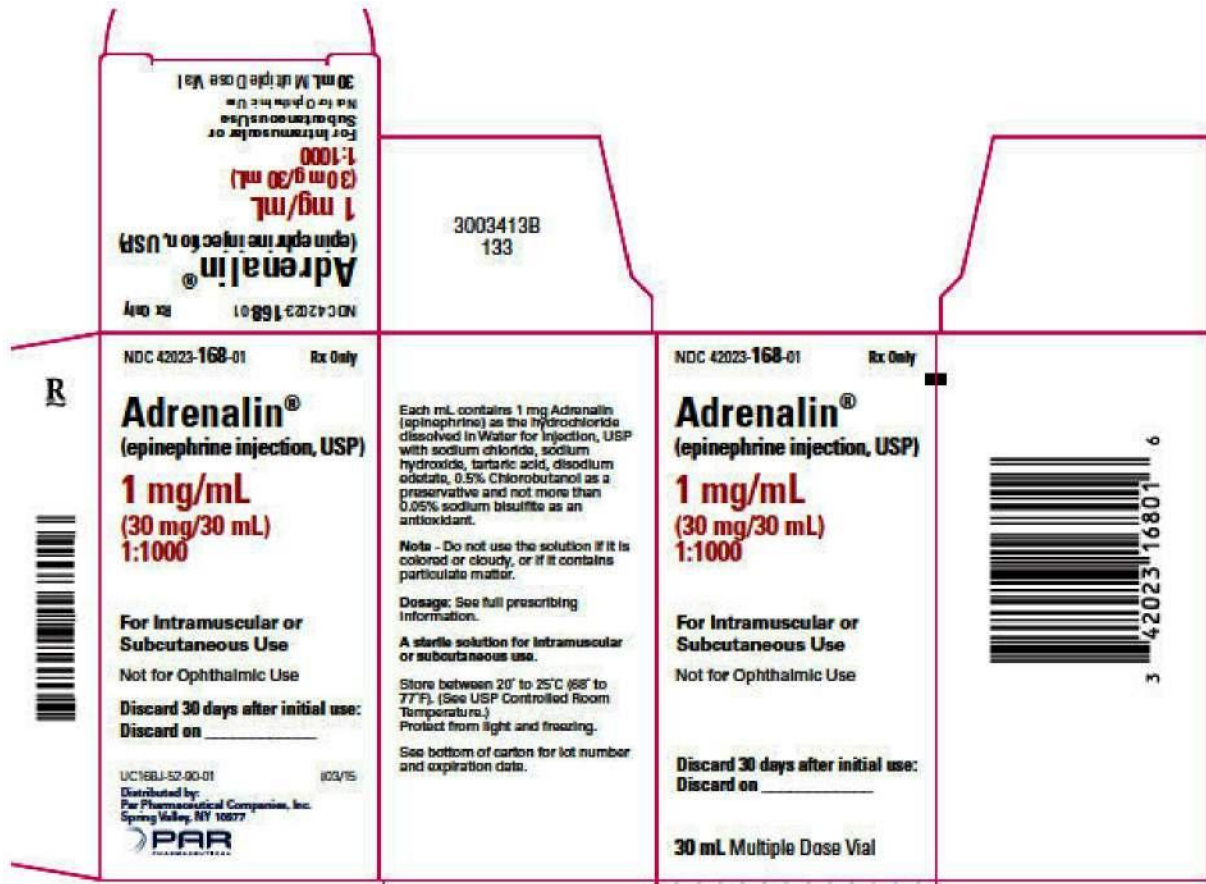 NDC 42023-168-01 Rx Only
Adrenalin®
(epinephrine injection, USP)
1 mg/mL
(30 mg/30 mL)
1:1000
For Intramuscular or
Subcutaneous Use
Not for Ophthalmic Use
30 mL Multiple Dose Vial
3003413B
133
R
NDC 42023-168-01 Rx Only
Adrenalin®
(epinephrine injection, USP)
1 mg/mL
(30 mg/30 mL)
1:1000
For Intramuscular or
Subcutaneous Use
Not for Ophthalmic Use
Discard 30 days after initial use:
Discard on ____________
UC168J-52-90-01 (03/15
Distributed by:
Par Pharmaceutical Companies, Inc.
Spring Valley, NY 10977
PAR
PHARMACEUTICAL
Each mL contains 1 mg Adrenalin
(epinephrine) as the hydrochloride
dissolved in Water for Injection, USP
with sodium chloride, sodium
hydroxide, tartaric acid, disodium
edetate, 0.5% Chlorobutanol as a
preservative and not more than
0.05% sodium bisulfite as an
antioxidant.
Note - Do not use the solution if it is
colored or cloudy, or if it contains
particulate matter.
Dosage: See full prescribing
information.
A sterile solution for intramuscular
or subcutaneous use.
Store between 20˚ to 25˚C (68˚ to
77˚F). (See USP Controlled Room
Temperature.)
Protect from light and freezing.
See bottom of carton for lot number
and expiration date.
NDC 42023-168-01 Rx Only
Adrenalin®
(epinephrine injection, USP)
1 mg/mL
(30 mg/30 mL)
1:1000
For Intramuscular or
Subcutaneous Use
Not for Ophthalmic Use
Discard 30 days after initial use:
Discard on ____________
30 mL Multiple Dose Vial
3 42023 16801 6